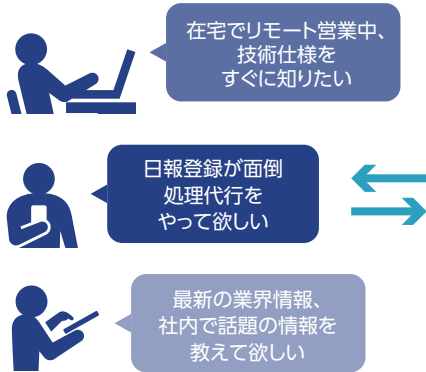 在宅でリモート営業中、
技術仕様を
すぐに知りたい
日報登録が面倒
処理代行を
やって欲しい
最新の業界情報、
社内で話題の情報を
教えて欲しい